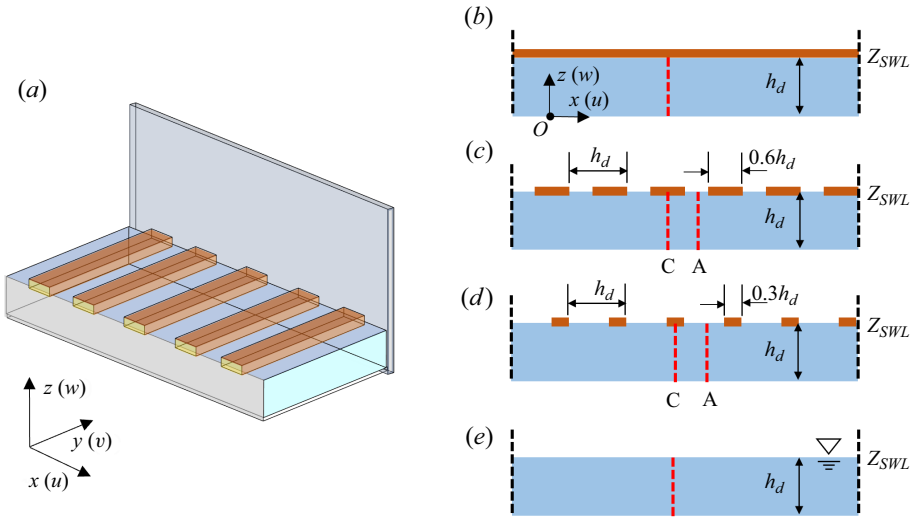 (a)
z (w)
y (v)
x (u)
(b)
Z_SWL
h_d
z (w)
x (u)
O
(c)
h_d
0.6h_d
Z_SWL
h_d
C A
(d)
h_d
0.3h_d
Z_SWL
h_d
C A
(e)
Z_SWL
h_d